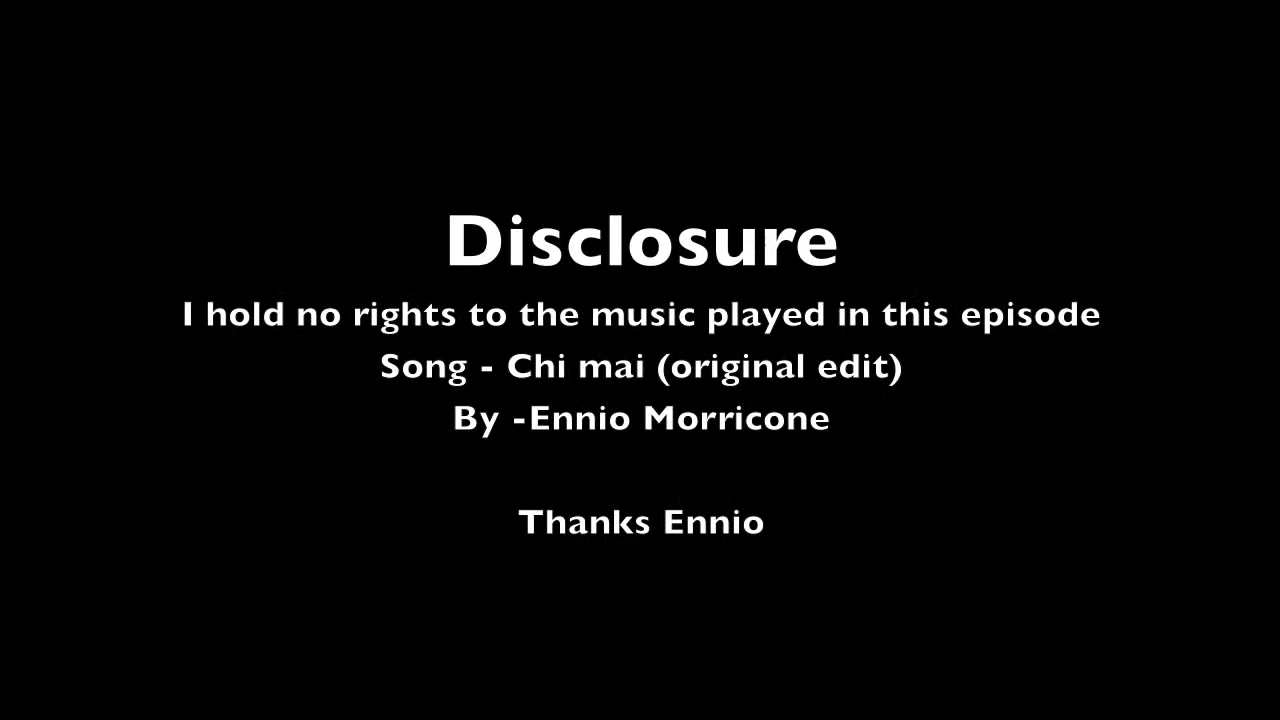 Disclosure
I hold no rights to the music played in this episode
Song - Chi mai (original edit)
By -Ennio Morricone
Thanks Ennio